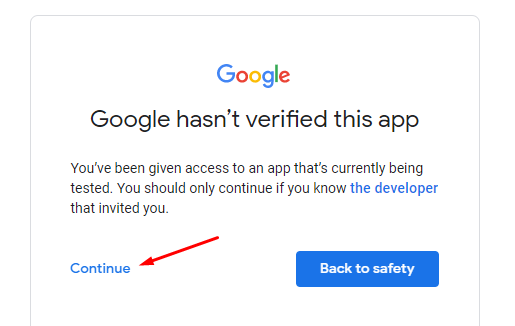 Google
Google hasn't verified this app
You've been given access to an app that's currently being
tested. You should only continue if you know the developer
that invited you.
Continue
Back to safety